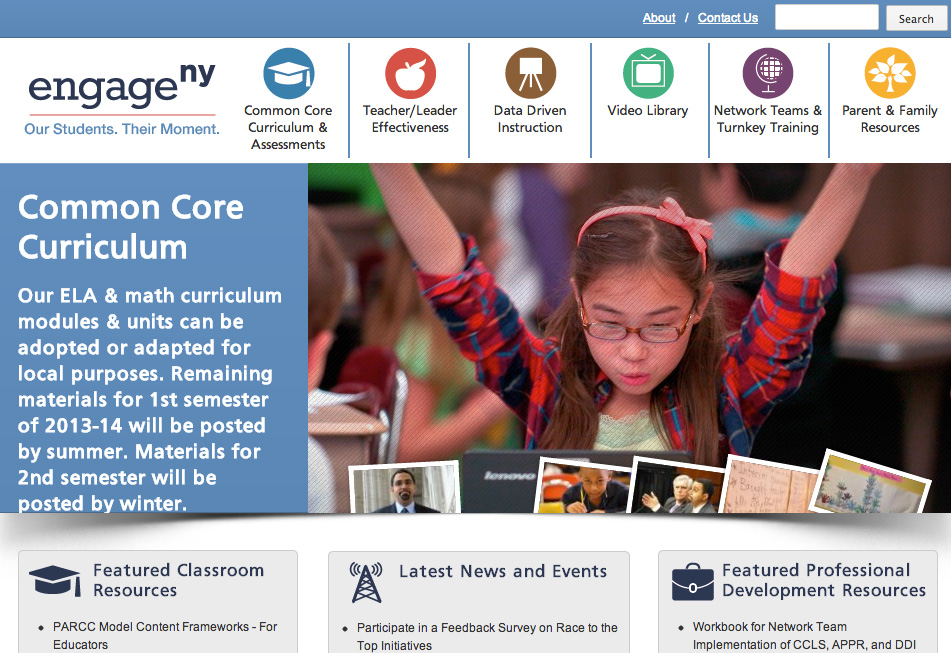 About / Contact Us
Search
engage ny
Our Students. Their Moment.
Common Core
Curriculum &
Assessments
Teacher/Leader
Effectiveness
Data Driven
Instruction
Video Library
Network Teams &
Turnkey Training
Parent & Family
Resources
Common Core
Curriculum
Our ELA & math curriculum
modules & units can be
adopted or adapted for
local purposes. Remaining
materials for 1st semester
of 2013-14 will be posted
by summer. Materials for
2nd semester will be
posted by winter.
lenovo
Featured Classroom
Resources
PARCC Model Content Frameworks - For
Educators
Latest News and Events
Participate in a Feedback Survey on Race to the
Top Initiatives
Featured Professional
Development Resources
Workbook for Network Team
Implementation of CCLS, APPR, and DDI